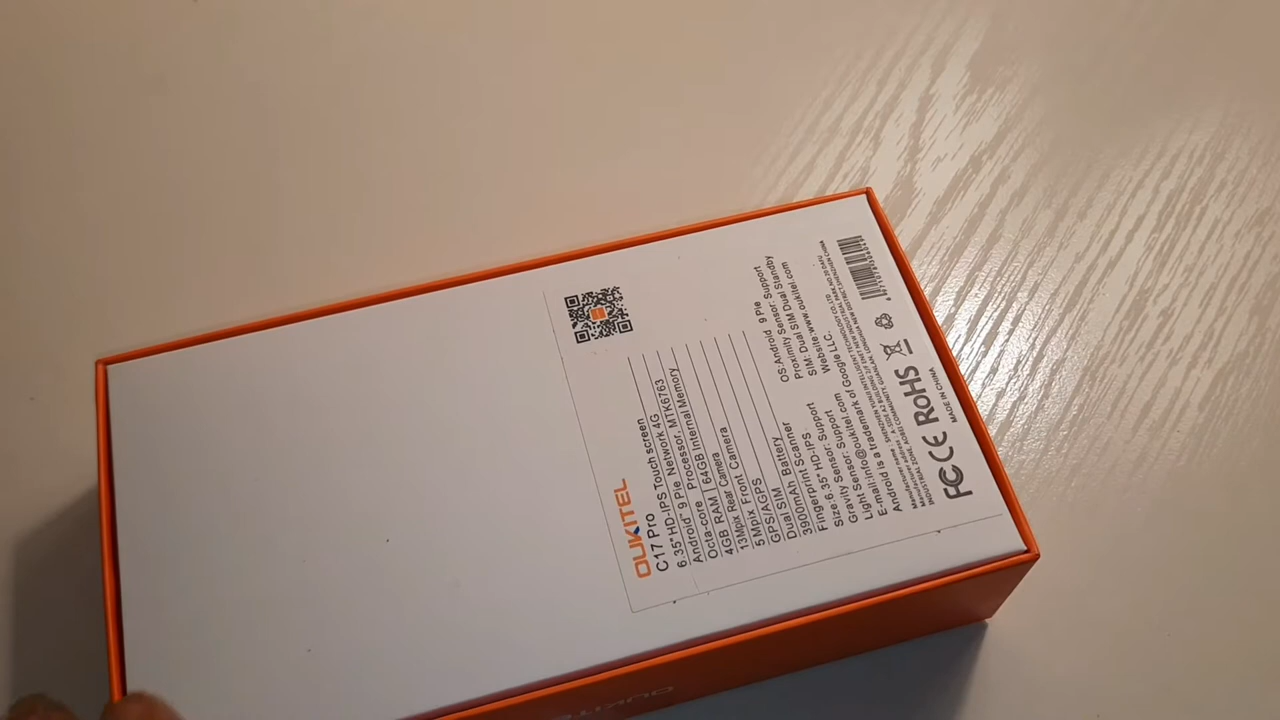 OUKITEL
C17 Pro
6.35" HD-IPS Touch screen
Android 9 Pie Network 4G
Octa-core Processor, MTK6763
4GB RAM 64GB Internal Memory
13Mpix Rear Camera
5 Mpix Front Camera
GPS/AGPS
Dual SIM
3900mAh Battery
Fingerprint Scanner
Size:6.35" HD-IPS
OS:Android 9 Pie
Gravity Sensor: Support
Proximity Sensor: Support
Light Sensor: Support
SIM: Dual SIM Dual Standby
E-mail:info@oukitel.com
Website:www.oukitel.com
Android is a trademark of Google LLC.
FC CE RoHS
MADE IN CHINA